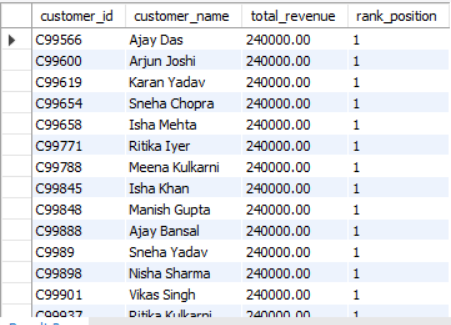 customer_id customer_name total_revenue rank_position
C99566 Ajay Das 240000.00 1
C99600 Arjun Joshi 240000.00 1
C99619 Karan Yadav 240000.00 1
C99654 Sneha Chopra 240000.00 1
C99658 Isha Mehta 240000.00 1
C99771 Ritika Iyer 240000.00 1
C99788 Meena Kulkarni 240000.00 1
C99845 Isha Khan 240000.00 1
C99848 Manish Gupta 240000.00 1
C99888 Ajay Bansal 240000.00 1
C9989 Sneha Yadav 240000.00 1
C99898 Nisha Sharma 240000.00 1
C99901 Vikas Singh 240000.00 1
C99937 Ritika Kulkarni 240000.00 1